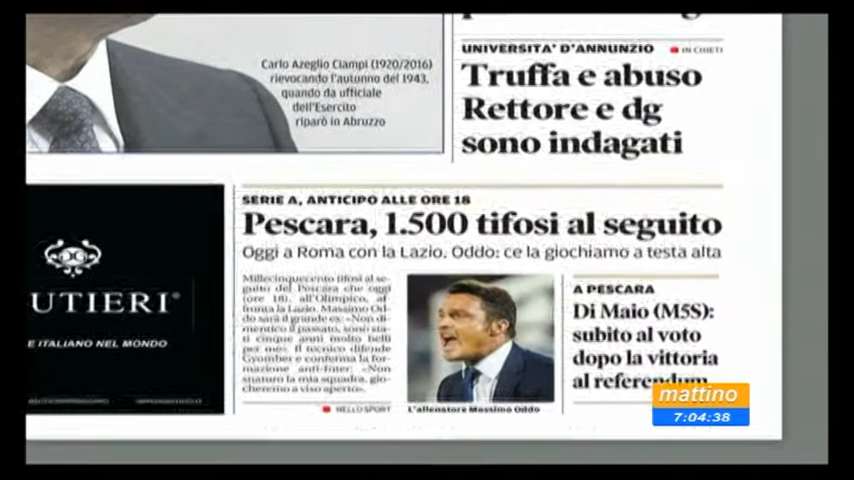 Carlo Azeglio Ciampi (1920/2016)
rievocando l'autunno del 1943,
quando da ufficiale
dell'Esercito
riparò in Abruzzo
UNIVERSITA' D'ANNUNZIO
IN CHIETI
Truffa e abuso
Rettore e dg
sono indagati
UTIERI®
E ITALIANO NEL MONDO
SERIE A, ANTICIPO ALLE ORE 18
Pescara, 1.500 tifosi al seguito
Oggi a Roma con la Lazio. Oddo: ce la giochiamo a testa alta
Millecinquecento tifosi al se-
guito del Pescara che oggi
(ore 18), all'Olimpico, af-
fronta la Lazio. Massimo Od-
do sarà il grande ex: «Non di-
mentico il passato, sono sta-
ti cinque anni molto belli
per me». Il tecnico difende
Gyomber e conferma la for-
mazione anti-Inter: «Non
snaturo la mia squadra, gio-
cheremo a viso aperto».
NELLO SPORT
L'allenatore Massimo Oddo
A PESCARA
Di Maio (M5S):
subito al voto
dopo la vittoria
al referendum
mattino
7:04:38